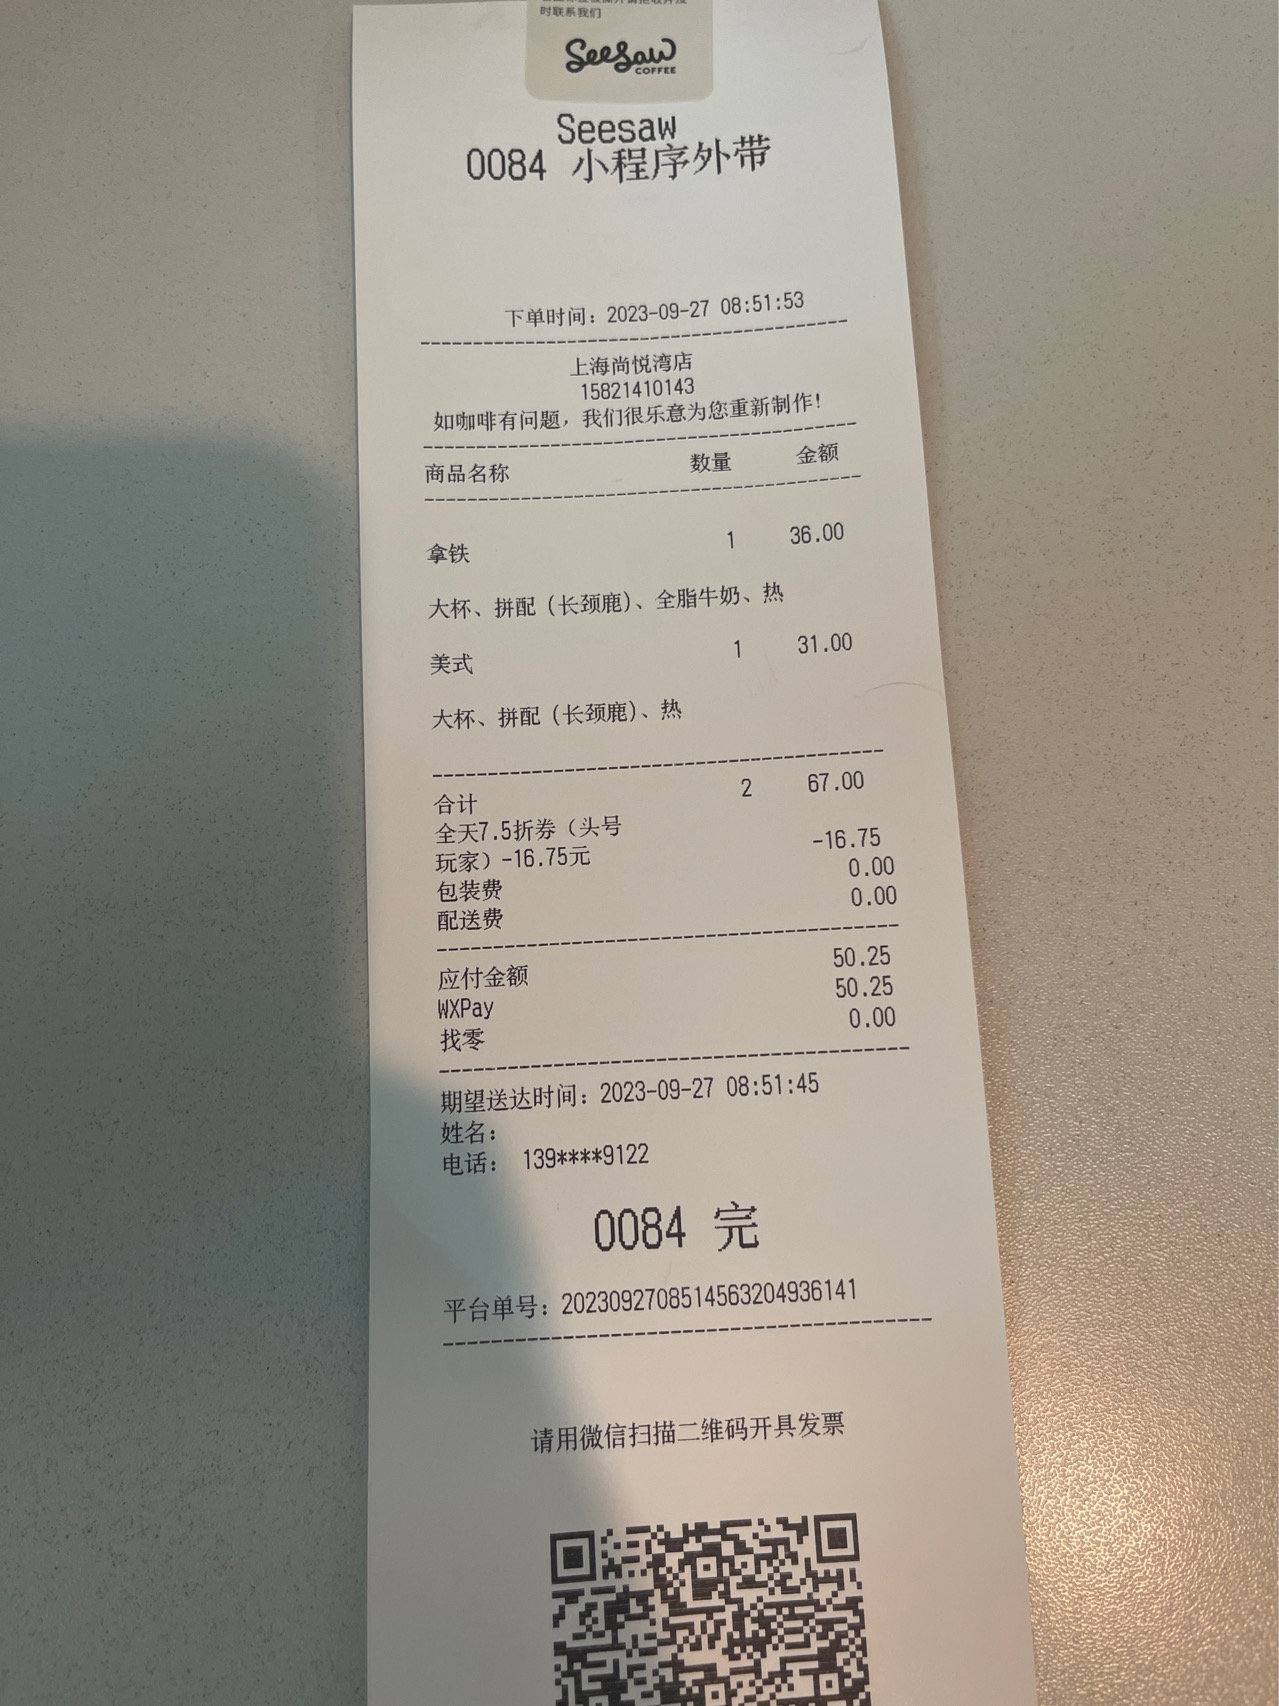 时联系我们
Seesaw
COFFEE
Seesaw
0084 小程序外带
下单时间：2023-09-27 08:51:53
上海尚悦湾店
15821410143
如咖啡有问题，我们很乐意为您重新制作！
商品名称 数量 金额
拿铁 1 36.00
大杯、拼配（长颈鹿）、全脂牛奶、热
美式 1 31.00
大杯、拼配（长颈鹿）、热
合计 2 67.00
全天7.5折券（头号
玩家）-16.75元 -16.75
包装费 0.00
配送费 0.00
应付金额 50.25
WXPay 50.25
找零 0.00
期望送达时间：2023-09-27 08:51:45
姓名：
电话： 139****9122
0084 完
平台单号：2023092708514563204936141
请用微信扫描二维码开具发票